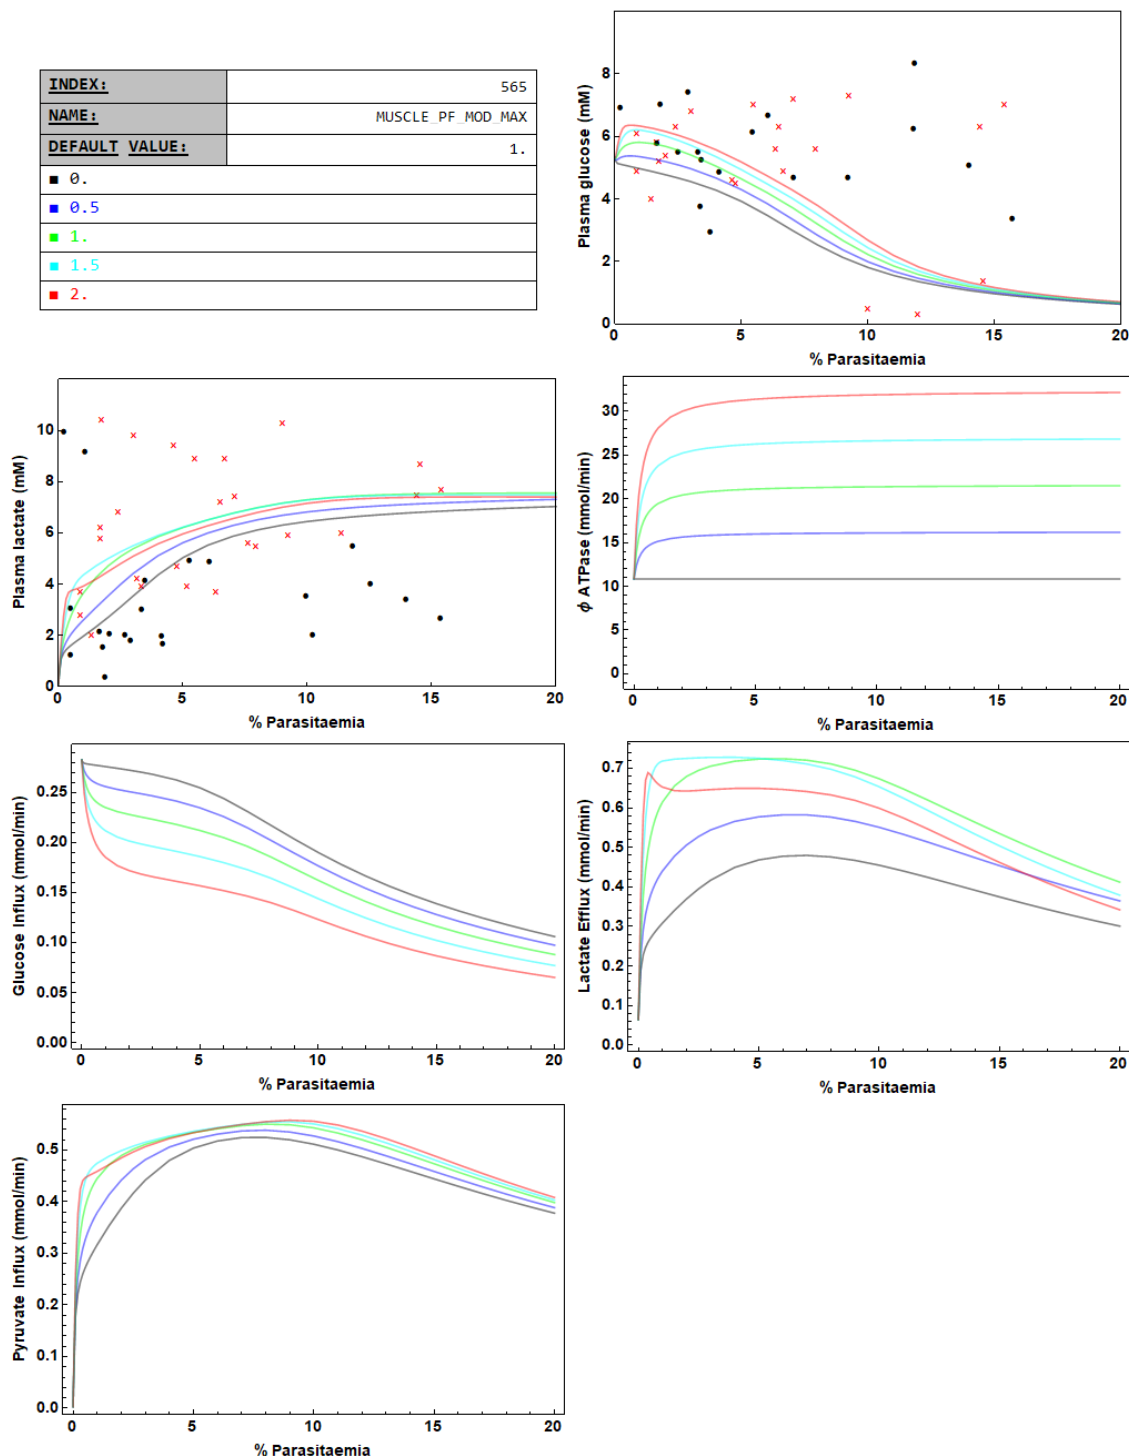 INDEX: 565
NAME: MUSCLE_PF_MOD_MAX
DEFAULT VALUE: 1.
■ 0.
■ 0.5
■ 1.
■ 1.5
■ 2.
Plasma glucose (mM)
8
6
4
2
0
0 5 10 15 20
% Parasitaemia
Plasma lactate (mM)
10
8
6
4
2
0
0 5 10 15 20
% Parasitaemia
ϕ ATPase (mmol/min)
30
25
20
15
10
5
0
0 5 10 15 20
% Parasitaemia
Glucose Influx (mmol/min)
0.25
0.20
0.15
0.10
0.05
0.00
0 5 10 15 20
% Parasitaemia
Lactate Efflux (mmol/min)
0.7
0.6
0.5
0.4
0.3
0.2
0.1
0.0
0 5 10 15 20
% Parasitaemia
Pyruvate Influx (mmol/min)
0.5
0.4
0.3
0.2
0.1
0.0
0 5 10 15 20
% Parasitaemia